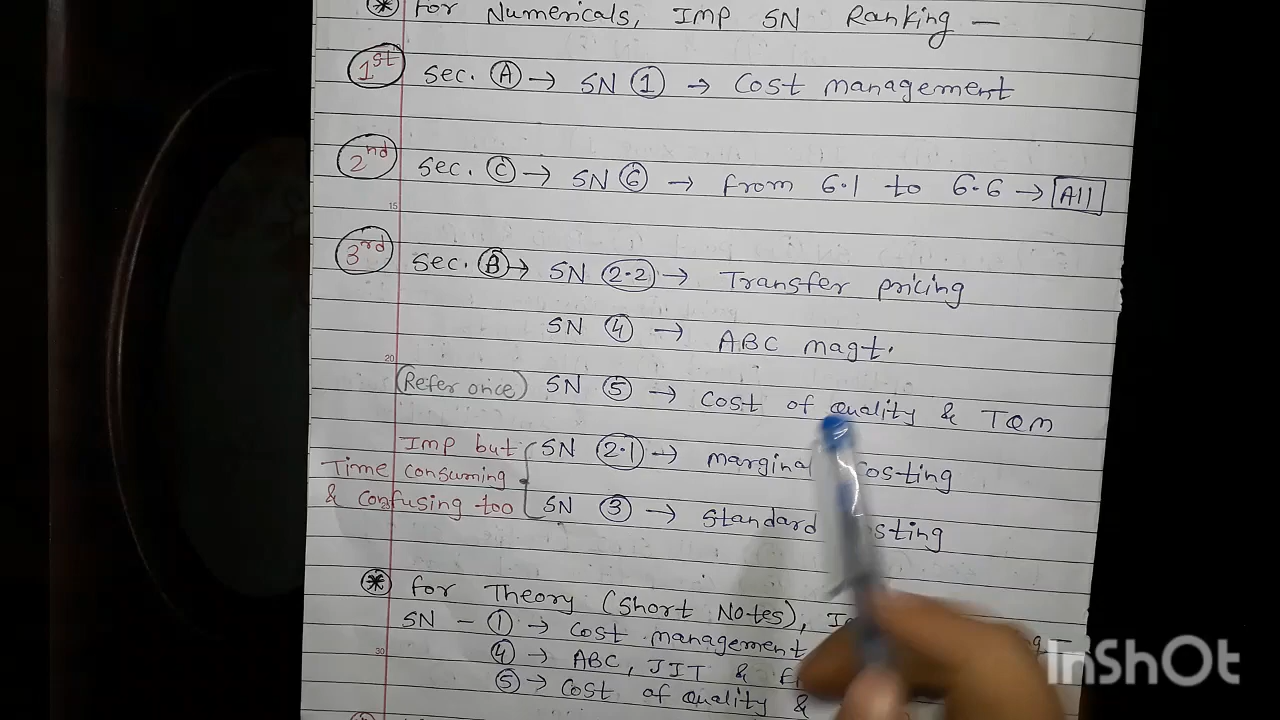 * For Numericals, Imp SN Ranking —
1st Sec. A → SN 1 → Cost management
2nd Sec. C → SN 6 → from 6.1 to 6.6 → All
15
3rd Sec. B → SN 2.2 → Transfer pricing
SN 4 → ABC magt.
20
(Refer once) SN 5 → Cost of Quality & TQM
Imp but SN 2.1 → marginal Costing
Time consuming
& confusing too SN 3 → Standard
* For Theory (Short Notes),
SN - 1 → Cost management
30
4 → ABC, JIT &
5 → Cost of Quality &
InShOt